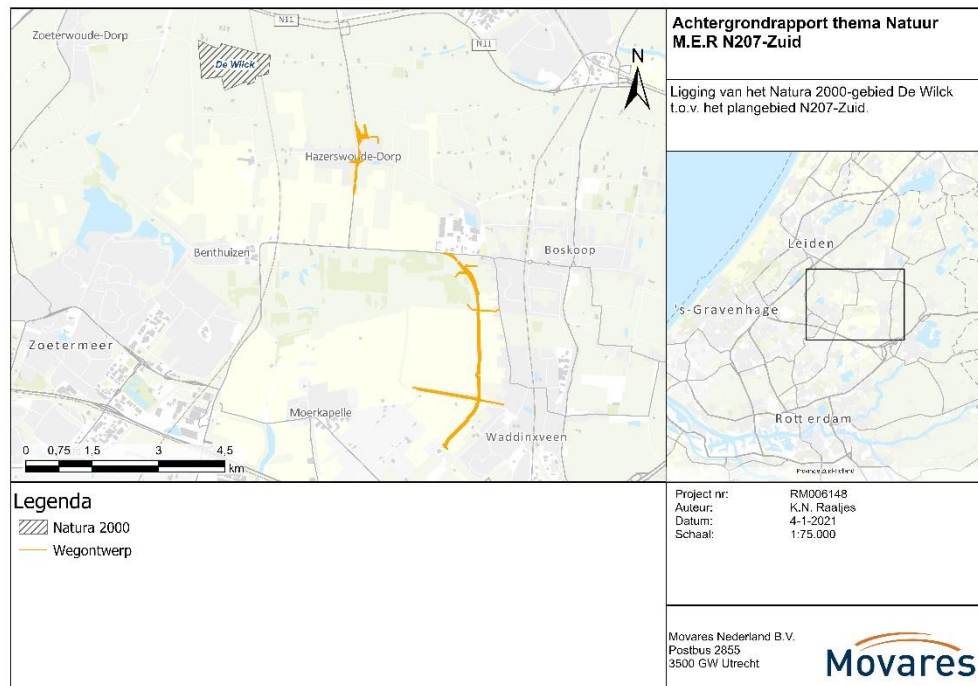 N11
Zoeterwoude-Dorp
De Wilck
N11
N
Hazerswoude-Dorp
Benthuizen
Boskoop
Zoetermeer
Moerkapelle
Waddinxveen
0 0,75 1,5 3 4,5
km
Achtergrondrapport thema Natuur
M.E.R N207-Zuid
Ligging van het Natura 2000-gebied De Wilck
t.o.v. het plangebied N207-Zuid.
Leiden
's-Gravenhage
Rotterdam
Legenda
Natura 2000
Wegontwerp
Project nr: RM006148
Auteur: K.N. Raatjes
Datum: 4-1-2021
Schaal: 1:75.000
Movares Nederland B.V.
Postbus 2855
3500 GW Utrecht
Movares